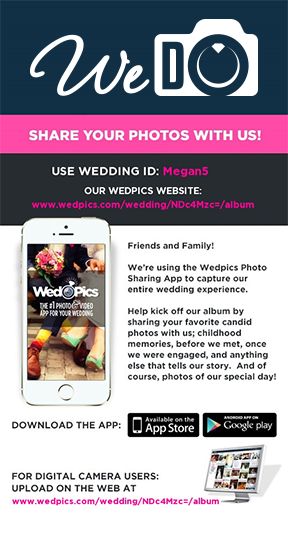 We DO
SHARE YOUR PHOTOS WITH US!
USE WEDDING ID: Megan5
OUR WEDPICS WEBSITE:
www.wedpics.com/wedding/NDc4Mzc=/album
WedPics
THE #1 PHOTO & VIDEO
APP FOR YOUR WEDDING
Friends and Family!
We're using the Wedpics Photo
Sharing App to capture our
entire wedding experience.
Help kick off our album by
sharing your favorite candid
photos with us; childhood
memories, before we met, once
we were engaged, and anything
else that tells our story.  And of
course, photos of our special day!
DOWNLOAD THE APP:
Available on the
App Store
ANDROID APP ON
Google play
FOR DIGITAL CAMERA USERS:
UPLOAD ON THE WEB AT
www.wedpics.com/wedding/NDc4Mzc=/album